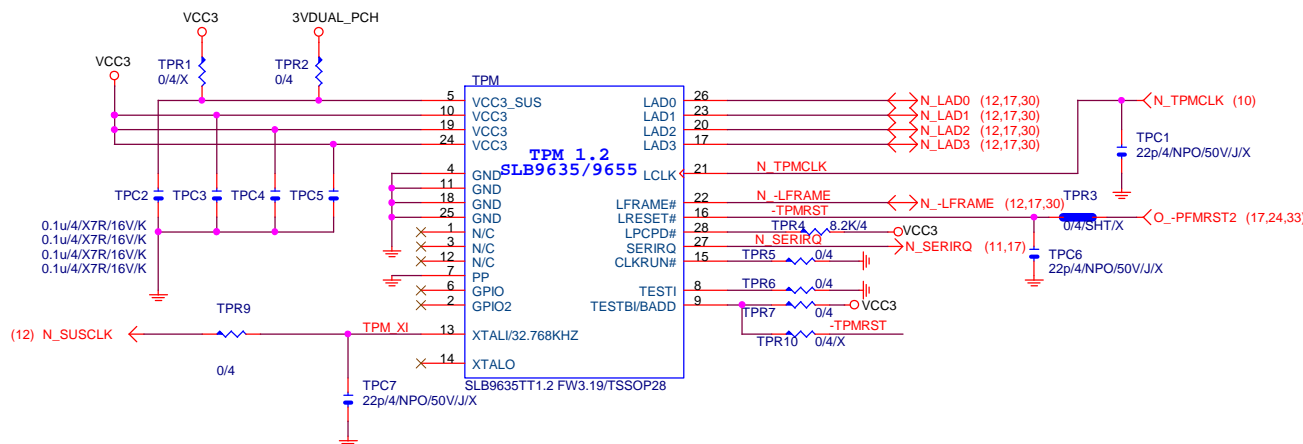 VCC3
3VDUAL_PCH
VCC3
TPR1
0/4/X
TPR2
0/4
TPM
5 VCC3_SUS
10 VCC3
19 VCC3
24 VCC3
4 GND
11 GND
18 GND
25 GND
1 N/C
3 N/C
12 N/C
7 PP
6 GPIO
2 GPIO2
13 XTALI/32.768KHZ
14 XTALO
TPM 1.2
SLB9635/9655
LAD0 26
LAD1 23
LAD2 20
LAD3 17
LCLK 21
LFRAME# 22
LRESET# 16
LPCPD# 28
SERIRQ 27
CLKRUN# 15
TESTI 8
TESTBI/BADD 9
SLB9635TT1.2 FW3.19/TSSOP28
TPC2
TPC3
TPC4
TPC5
0.1u/4/X7R/16V/K
0.1u/4/X7R/16V/K
0.1u/4/X7R/16V/K
0.1u/4/X7R/16V/K
(12) N_SUSCLK
TPR9
0/4
TPM_XI
TPC7
22p/4/NPO/50V/J/X
N_LAD0 (12,17,30)
N_LAD1 (12,17,30)
N_LAD2 (12,17,30)
N_LAD3 (12,17,30)
N_TPMCLK
N_TPMCLK (10)
TPC1
22p/4/NPO/50V/J/X
N_-LFRAME
N_-LFRAME (12,17,30)
-TPMRST
TPR3
0/4/SHT/X
O_-PFMRST2 (17,24,33)
TPR4 8.2K/4
VCC3
N_SERIRQ
N_SERIRQ (11,17)
TPR5 0/4
TPC6
22p/4/NPO/50V/J/X
TPR6 0/4
TPR7 0/4
VCC3
-TPMRST
TPR10 0/4/X